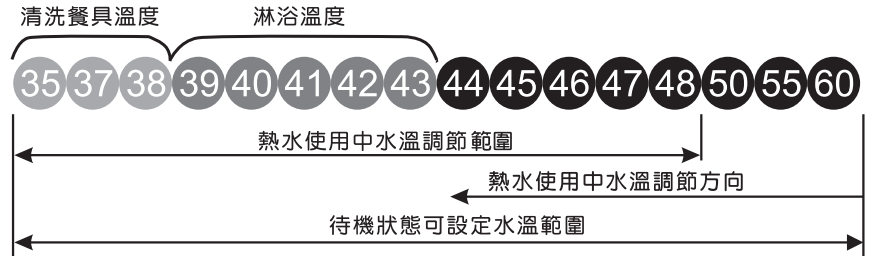 清洗餐具溫度 淋浴溫度
35 37 38 39 40 41 42 43 44 45 46 47 48 50 55 60
熱水使用中水溫調節範圍
熱水使用中水溫調節方向
待機狀態可設定水溫範圍